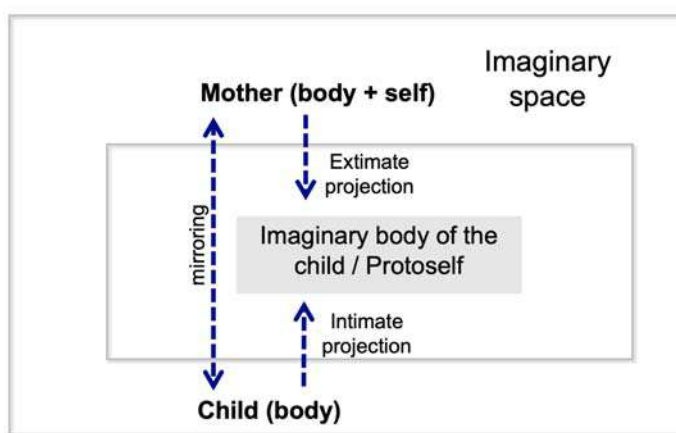 Imaginary
space
Mother (body + self)
Extimate
projection
mirroring
Imaginary body of the
child / Protoself
Intimate
projection
Child (body)